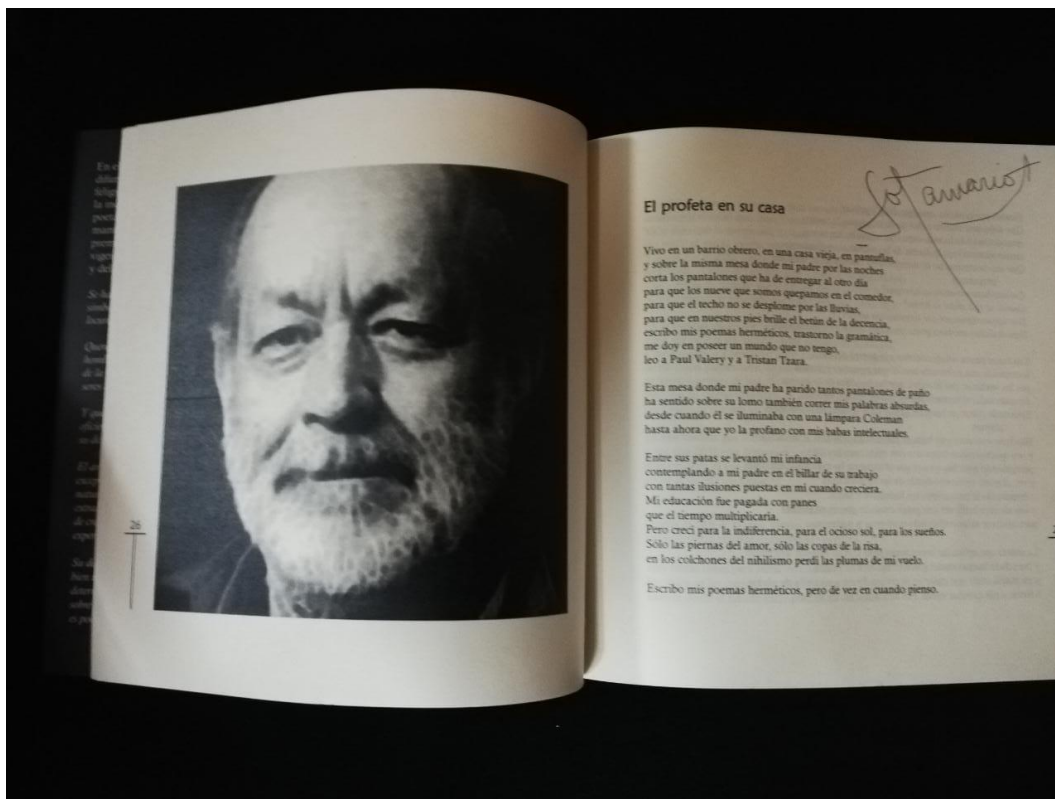 En e
la in
y de
26
El profeta en su casa
Vivo en un barrio obrero, en una casa vieja, en pantuflas,
y sobre la misma mesa donde mi padre por las noches
corta los pantalones que ha de entregar al otro día
para que los nueve que somos quepamos en el comedor,
para que el techo no se desplome por las lluvias,
para que en nuestros pies brille el betún de la decencia,
escribo mis poemas herméticos, trastorno la gramática,
me doy en poseer un mundo que no tengo,
leo a Paul Valery y a Tristan Tzara.
Esta mesa donde mi padre ha parido tantos pantalones de paño
ha sentido sobre su lomo también correr mis palabras absurdas,
desde cuando él se iluminaba con una lámpara Coleman
hasta ahora que yo la profano con mis babas intelectuales.
Entre sus patas se levantó mi infancia
contemplando a mi padre en el billar de su trabajo
con tantas ilusiones puestas en mí cuando creciera.
Mi educación fue pagada con panes
que el tiempo multiplicaría.
Pero crecí para la indiferencia, para el ocioso sol, para los sueños.
Sólo las piernas del amor, sólo las copas de la risa,
en los colchones del nihilismo perdí las plumas de mi vuelo.
Escribo mis poemas herméticos, pero de vez en cuando pienso.